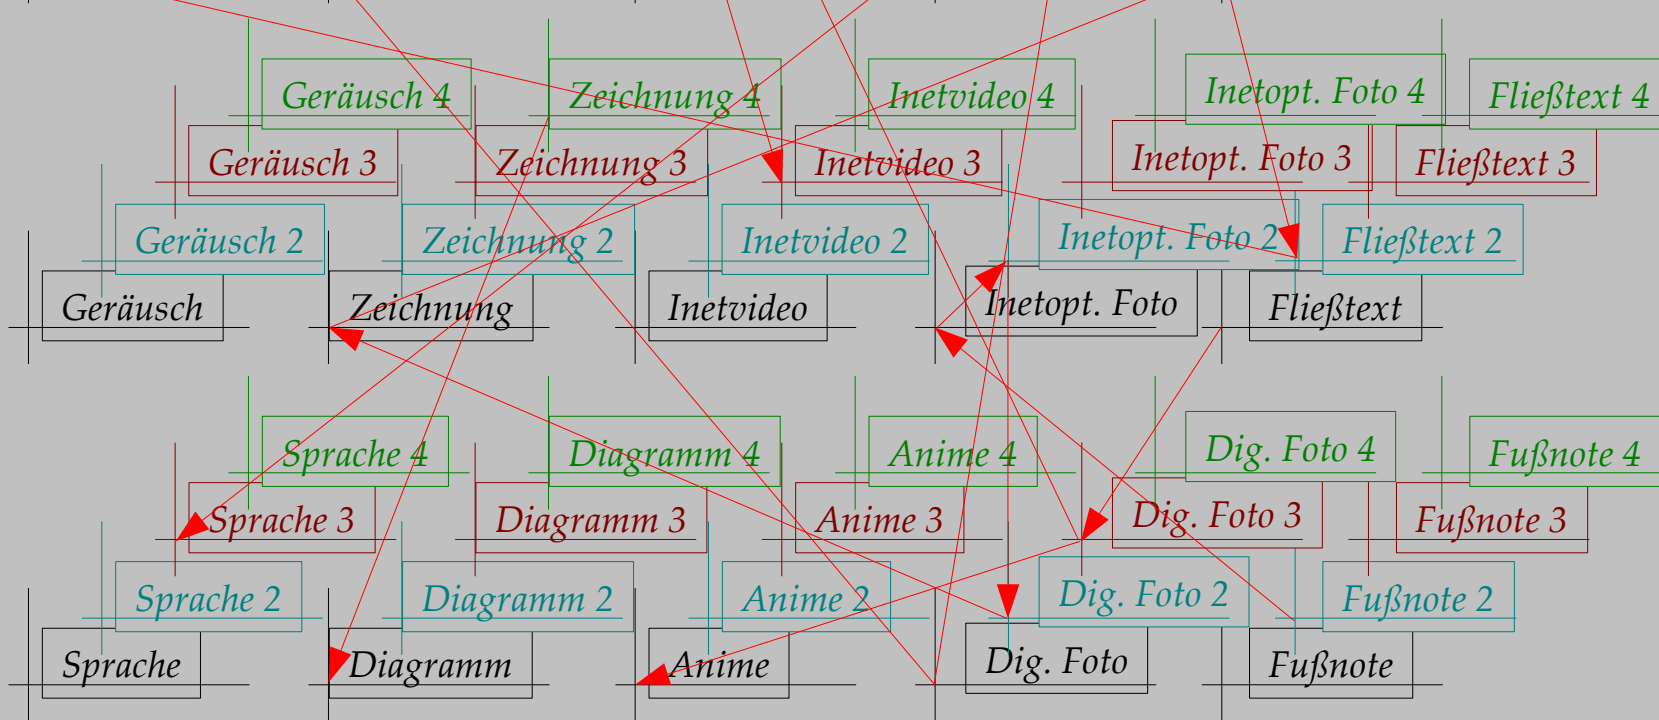 Geräusch 4 Zeichnung 4 Inetvideo 4 Inetopt. Foto 4 Fließtext 4
Geräusch 3 Zeichnung 3 Inetvideo 3 Inetopt. Foto 3 Fließtext 3
Geräusch 2 Zeichnung 2 Inetvideo 2 Inetopt. Foto 2 Fließtext 2
Geräusch Zeichnung Inetvideo Inetopt. Foto Fließtext
Sprache 4 Diagramm 4 Anime 4 Dig. Foto 4 Fußnote 4
Sprache 3 Diagramm 3 Anime 3 Dig. Foto 3 Fußnote 3
Sprache 2 Diagramm 2 Anime 2 Dig. Foto 2 Fußnote 2
Sprache Diagramm Anime Dig. Foto Fußnote